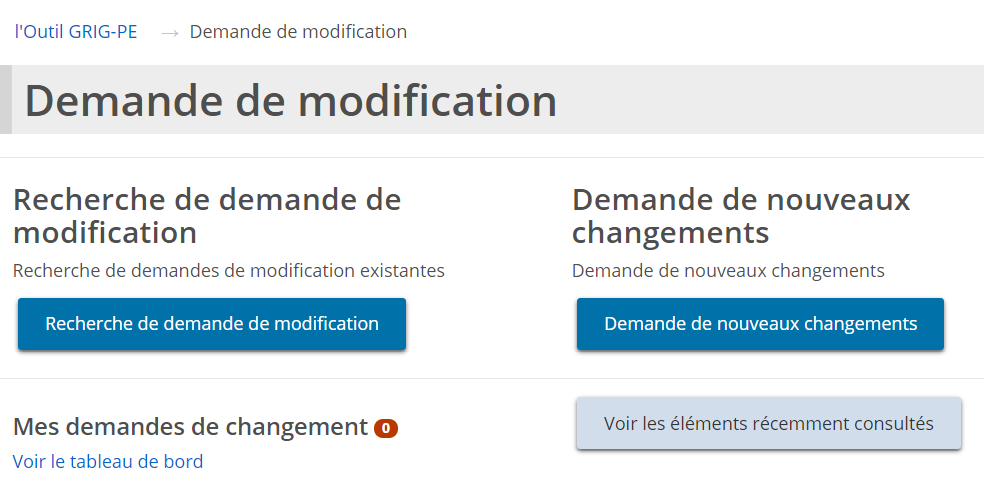 l'Outil GRIG-PE → Demande de modification
Demande de modification
Recherche de demande de
modification
Recherche de demandes de modification existantes
Recherche de demande de modification
Demande de nouveaux
changements
Demande de nouveaux changements
Demande de nouveaux changements
Mes demandes de changement 0
Voir le tableau de bord
Voir les éléments récemment consultés